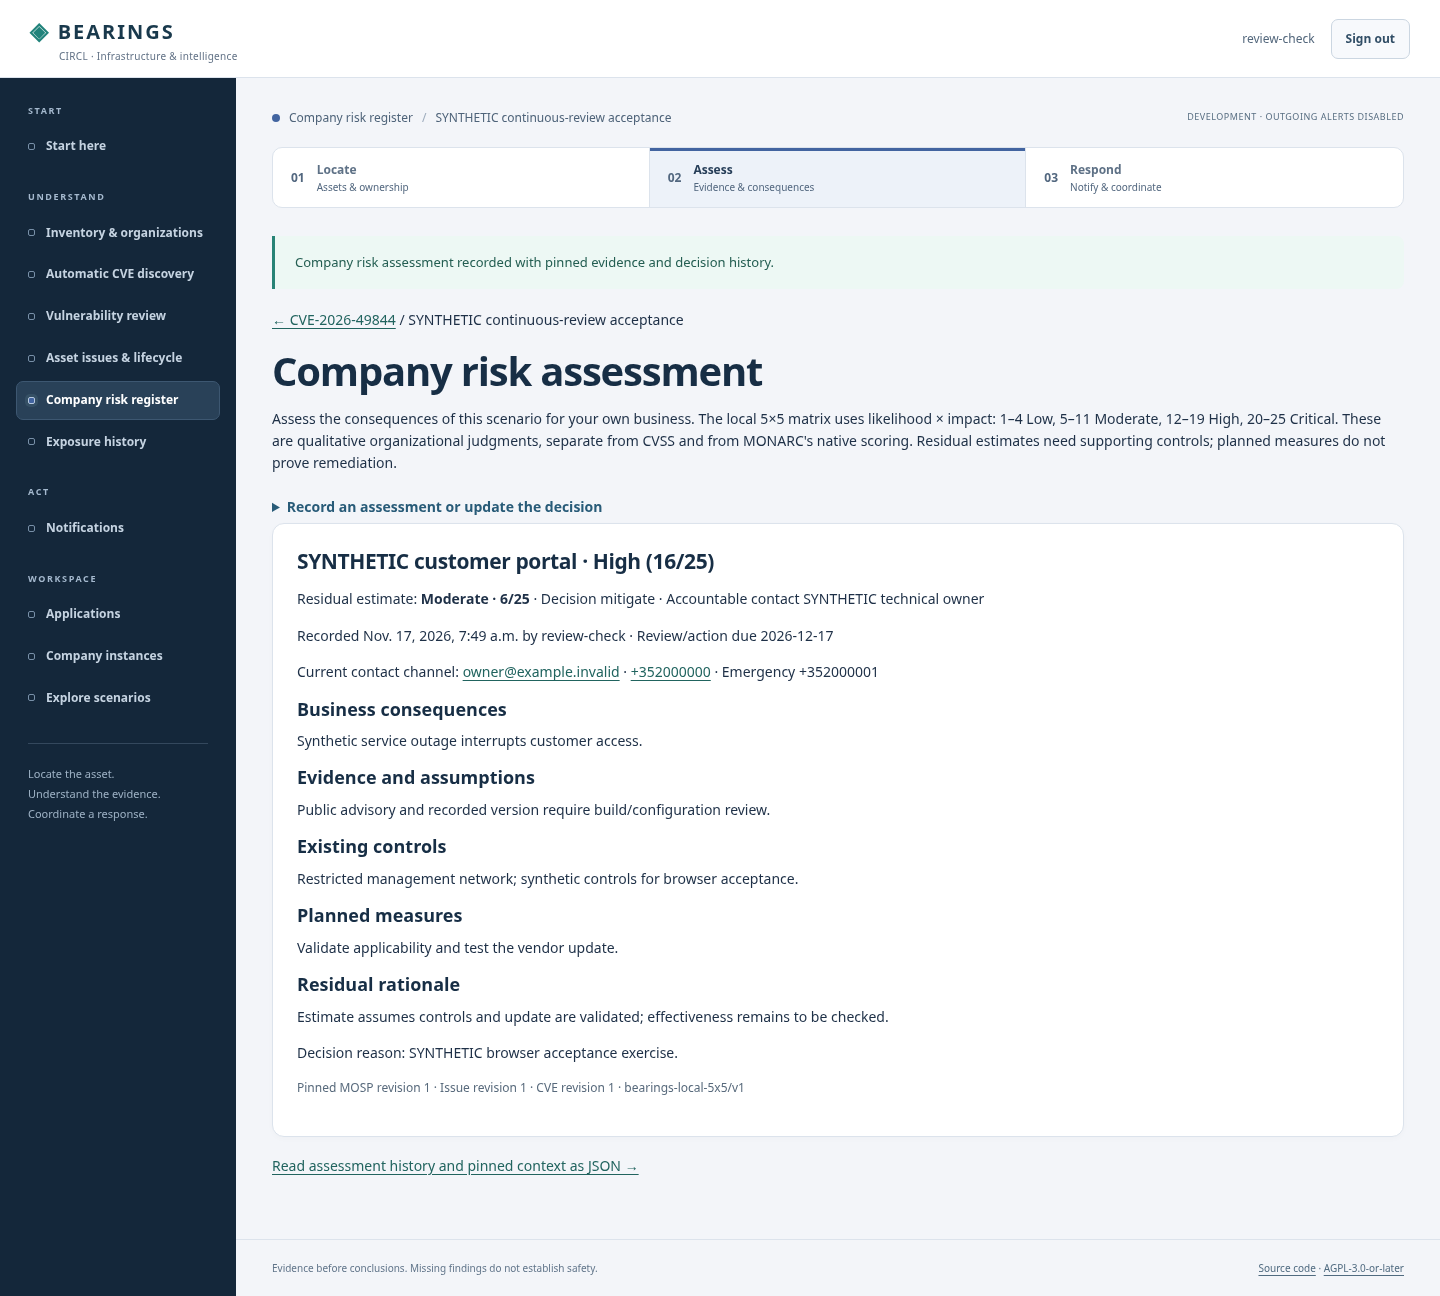 BEARINGS
CIRCL · Infrastructure & intelligence
review-check
Sign out
START
Start here
UNDERSTAND
Inventory & organizations
Automatic CVE discovery
Vulnerability review
Asset issues & lifecycle
Company risk register
Exposure history
ACT
Notifications
WORKSPACE
Applications
Company instances
Explore scenarios
Locate the asset.
Understand the evidence.
Coordinate a response.
Company risk register / SYNTHETIC continuous-review acceptance
DEVELOPMENT · OUTGOING ALERTS DISABLED
01 Locate
Assets & ownership
02 Assess
Evidence & consequences
03 Respond
Notify & coordinate
Company risk assessment recorded with pinned evidence and decision history.
← CVE-2026-49844 / SYNTHETIC continuous-review acceptance
Company risk assessment
Assess the consequences of this scenario for your own business. The local 5×5 matrix uses likelihood × impact: 1–4 Low, 5–11 Moderate, 12–19 High, 20–25 Critical. These
are qualitative organizational judgments, separate from CVSS and from MONARC's native scoring. Residual estimates need supporting controls; planned measures do not
prove remediation.
▶ Record an assessment or update the decision
SYNTHETIC customer portal · High (16/25)
Residual estimate: Moderate · 6/25 · Decision mitigate · Accountable contact SYNTHETIC technical owner
Recorded Nov. 17, 2026, 7:49 a.m. by review-check · Review/action due 2026-12-17
Current contact channel: owner@example.invalid · +352000000 · Emergency +352000001
Business consequences
Synthetic service outage interrupts customer access.
Evidence and assumptions
Public advisory and recorded version require build/configuration review.
Existing controls
Restricted management network; synthetic controls for browser acceptance.
Planned measures
Validate applicability and test the vendor update.
Residual rationale
Estimate assumes controls and update are validated; effectiveness remains to be checked.
Decision reason: SYNTHETIC browser acceptance exercise.
Pinned MOSP revision 1 · Issue revision 1 · CVE revision 1 · bearings-local-5x5/v1
Read assessment history and pinned context as JSON →
Evidence before conclusions. Missing findings do not establish safety.
Source code · AGPL-3.0-or-later